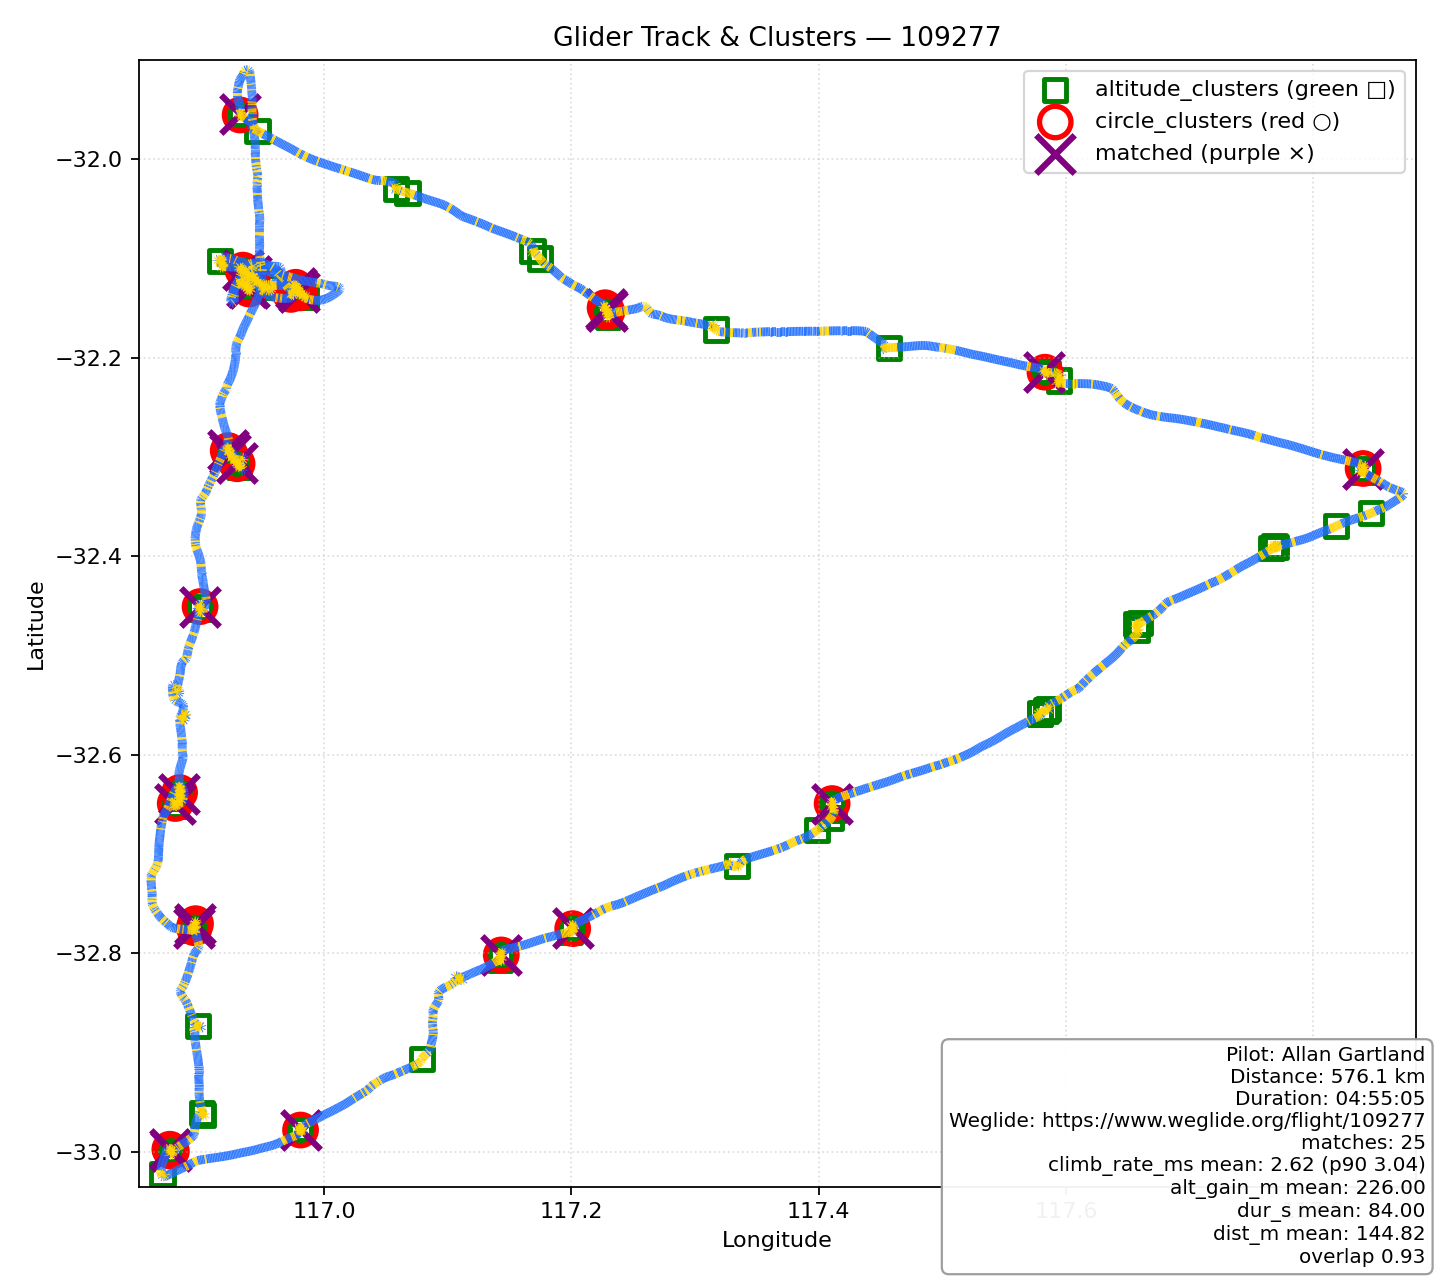 Glider Track & Clusters — 109277
altitude_clusters (green □)
circle_clusters (red ○)
matched (purple ×)
Latitude
−32.0
−32.2
−32.4
−32.6
−32.8
−33.0
117.0
117.2
117.4
117.6
Longitude
Pilot: Allan Gartland
Distance: 576.1 km
Duration: 04:55:05
Weglide: https://www.weglide.org/flight/109277
matches: 25
climb_rate_ms mean: 2.62 (p90 3.04)
alt_gain_m mean: 226.00
dur_s mean: 84.00
dist_m mean: 144.82
overlap 0.93